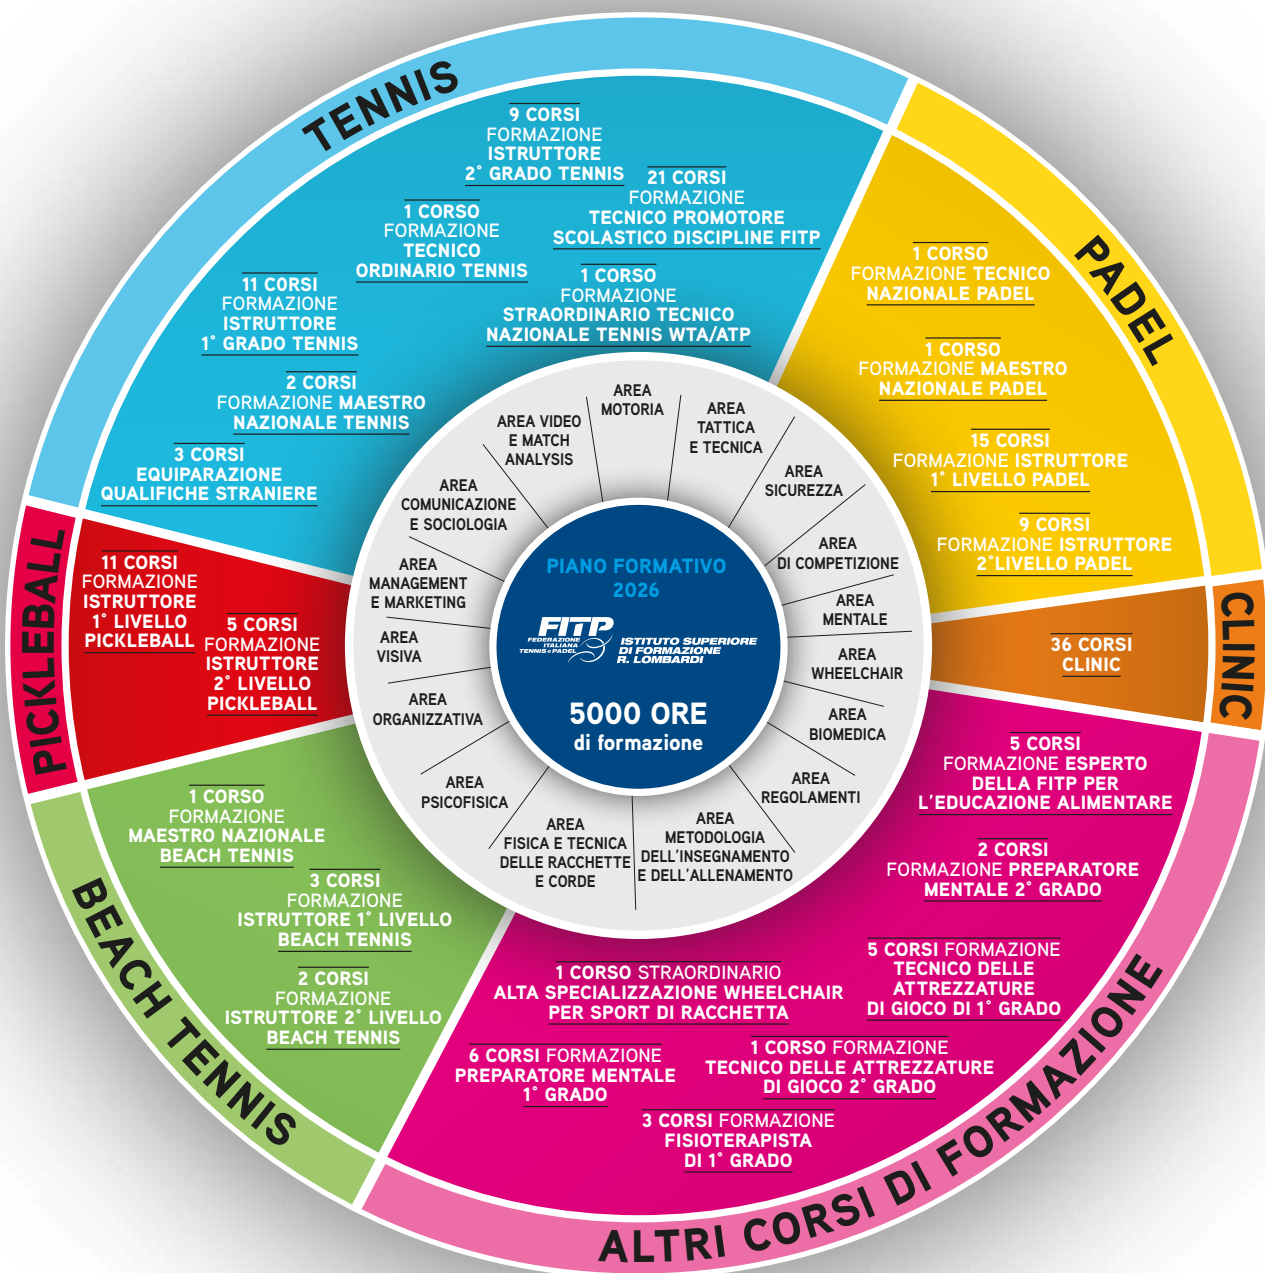 TENNIS
9 CORSI
FORMAZIONE
ISTRUTTORE
2° GRADO TENNIS
21 CORSI
FORMAZIONE
TECNICO PROMOTORE
SCOLASTICO DISCIPLINE FITP
1 CORSO
FORMAZIONE
TECNICO
ORDINARIO TENNIS
1 CORSO
FORMAZIONE
STRAORDINARIO TECNICO
NAZIONALE TENNIS WTA/ATP
11 CORSI
FORMAZIONE
ISTRUTTORE
1° GRADO TENNIS
2 CORSI
FORMAZIONE MAESTRO
NAZIONALE TENNIS
3 CORSI
EQUIPARAZIONE
QUALIFICHE STRANIERE
PADEL
1 CORSO
FORMAZIONE TECNICO
NAZIONALE PADEL
1 CORSO
FORMAZIONE MAESTRO
NAZIONALE PADEL
15 CORSI
FORMAZIONE ISTRUTTORE
1° LIVELLO PADEL
9 CORSI
FORMAZIONE ISTRUTTORE
2°LIVELLO PADEL
CLINIC
36 CORSI
CLINIC
ALTRI CORSI DI FORMAZIONE
5 CORSI
FORMAZIONE ESPERTO
DELLA FITP PER
L'EDUCAZIONE ALIMENTARE
2 CORSI
FORMAZIONE PREPARATORE
MENTALE 2° GRADO
5 CORSI FORMAZIONE
TECNICO DELLE
ATTREZZATURE
DI GIOCO DI 1° GRADO
1 CORSO STRAORDINARIO
ALTA SPECIALIZZAZIONE WHEELCHAIR
PER SPORT DI RACCHETTA
1 CORSO FORMAZIONE
TECNICO DELLE ATTREZZATURE
DI GIOCO 2° GRADO
6 CORSI FORMAZIONE
PREPARATORE MENTALE
1° GRADO
3 CORSI FORMAZIONE
FISIOTERAPISTA
DI 1° GRADO
BEACH TENNIS
1 CORSO
FORMAZIONE
MAESTRO NAZIONALE
BEACH TENNIS
3 CORSI
FORMAZIONE
ISTRUTTORE 1° LIVELLO
BEACH TENNIS
2 CORSI
FORMAZIONE
ISTRUTTORE 2° LIVELLO
BEACH TENNIS
PICKLEBALL
11 CORSI
FORMAZIONE
ISTRUTTORE
1° LIVELLO
PICKLEBALL
5 CORSI
FORMAZIONE
ISTRUTTORE
2° LIVELLO
PICKLEBALL
AREA
MOTORIA
AREA
TATTICA
E TECNICA
AREA
SICUREZZA
AREA
DI COMPETIZIONE
AREA
MENTALE
AREA
WHEELCHAIR
AREA
BIOMEDICA
AREA
REGOLAMENTI
AREA
METODOLOGIA
DELL'INSEGNAMENTO
E DELL'ALLENAMENTO
AREA
FISICA E TECNICA
DELLE RACCHETTE
E CORDE
AREA
PSICOFISICA
AREA
ORGANIZZATIVA
AREA
VISIVA
AREA
MANAGEMENT
E MARKETING
AREA
COMUNICAZIONE
E SOCIOLOGIA
AREA VIDEO
E MATCH
ANALYSIS
PIANO FORMATIVO
2026
FITP
FEDERAZIONE
ITALIANA
TENNIS e PADEL
ISTITUTO SUPERIORE
DI FORMAZIONE
R. LOMBARDI
5000 ORE
di formazione